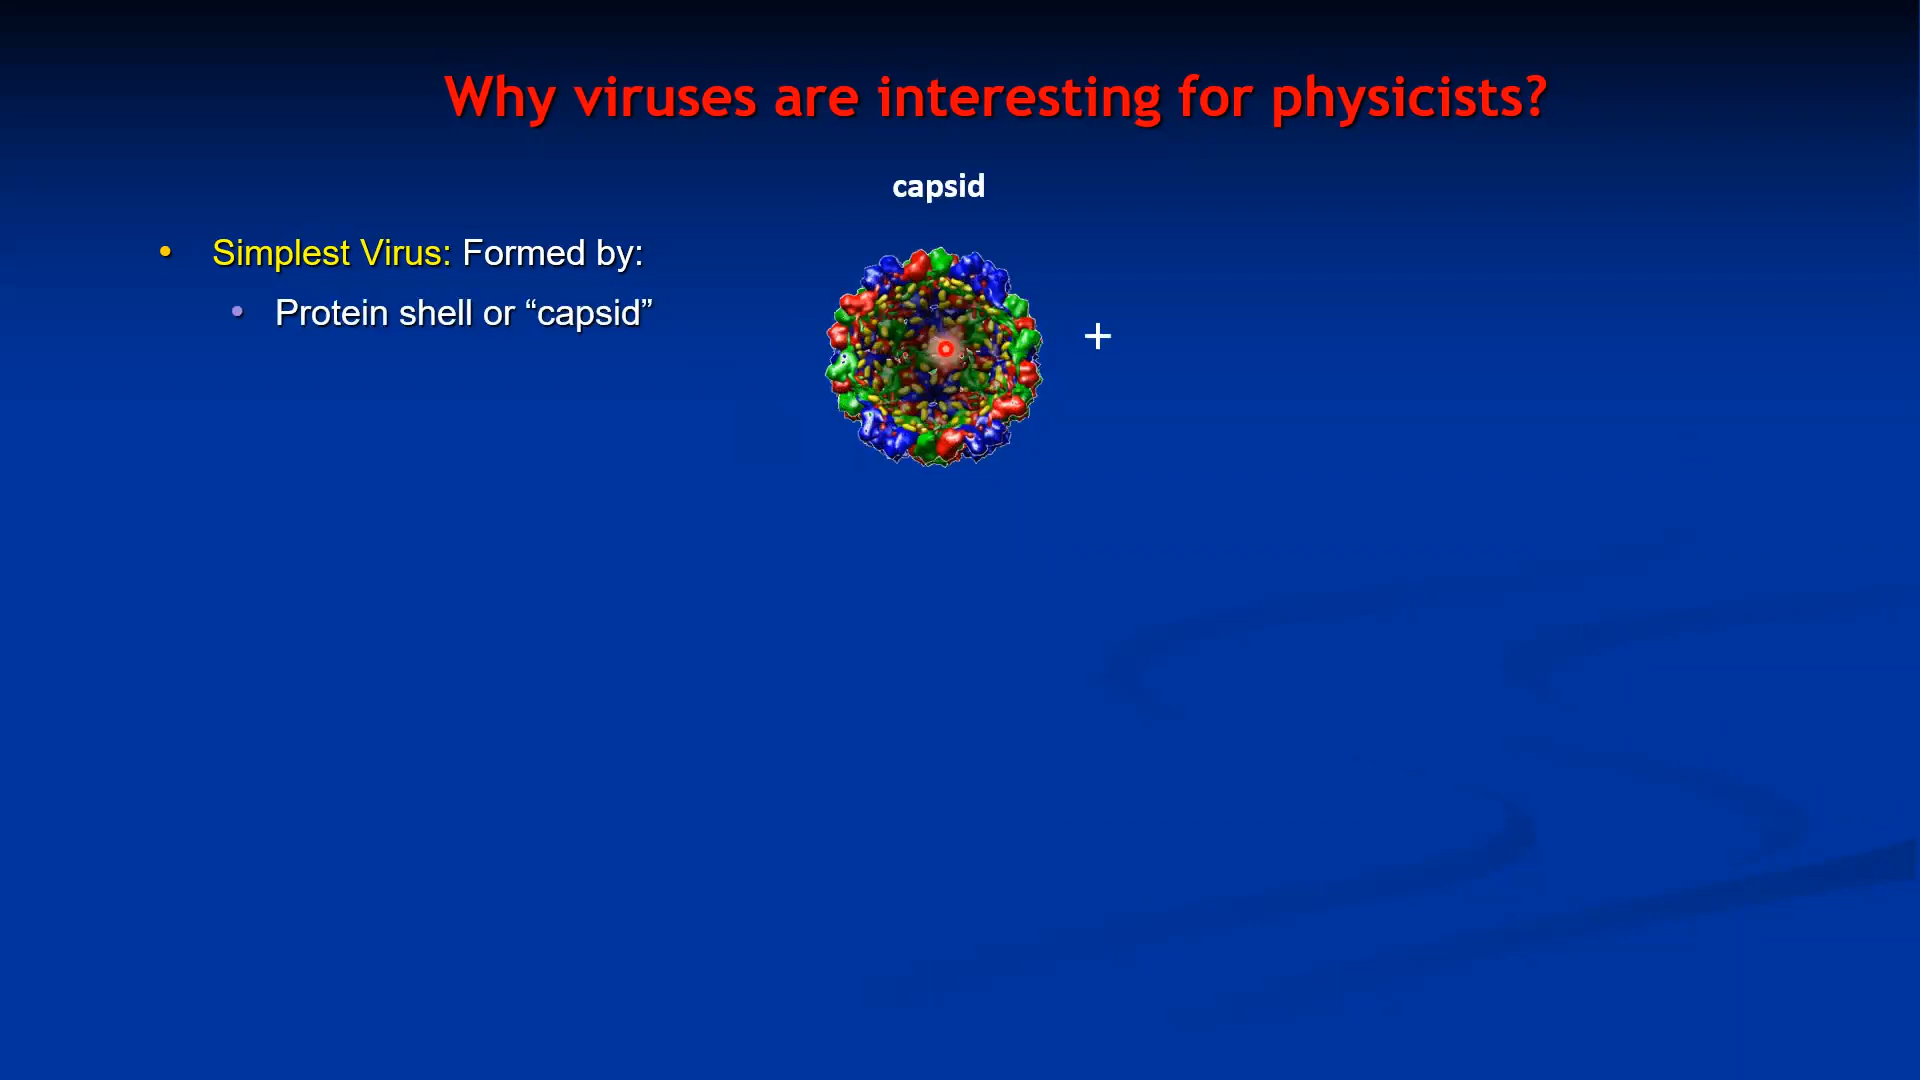 Why viruses are interesting for physicists?
capsid
• Simplest Virus: Formed by:
• Protein shell or “capsid”
+